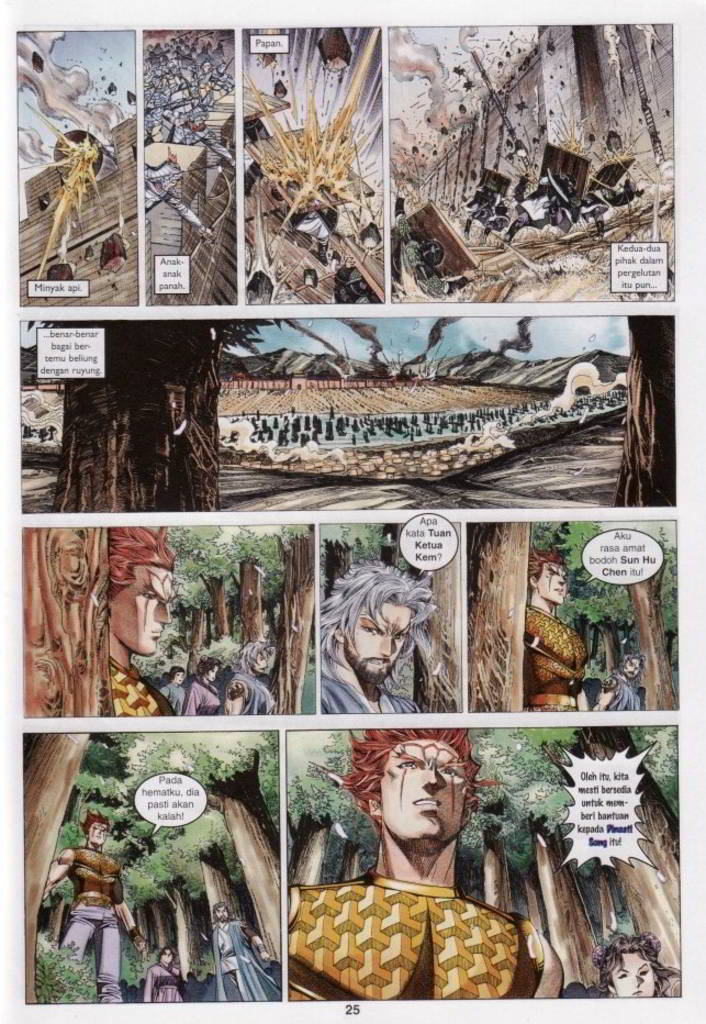 Minyak api.
Anak-
anak
panah.
Papan.
Kedua-dua
pihak dalam
pergelutan
itu pun...
...benar-benar
bagai ber-
temu beliung
dengan ruyung.
Apa
kata Tuan
Ketua
Kem?
Aku
rasa amat
bodoh Sun Hu
Chen itu!
Pada
hematku, dia
pasti akan
kalah!
Oleh itu, kita
mesti bersedia
untuk mem-
beri bantuan
kepada Dinasti
Song itu!
25